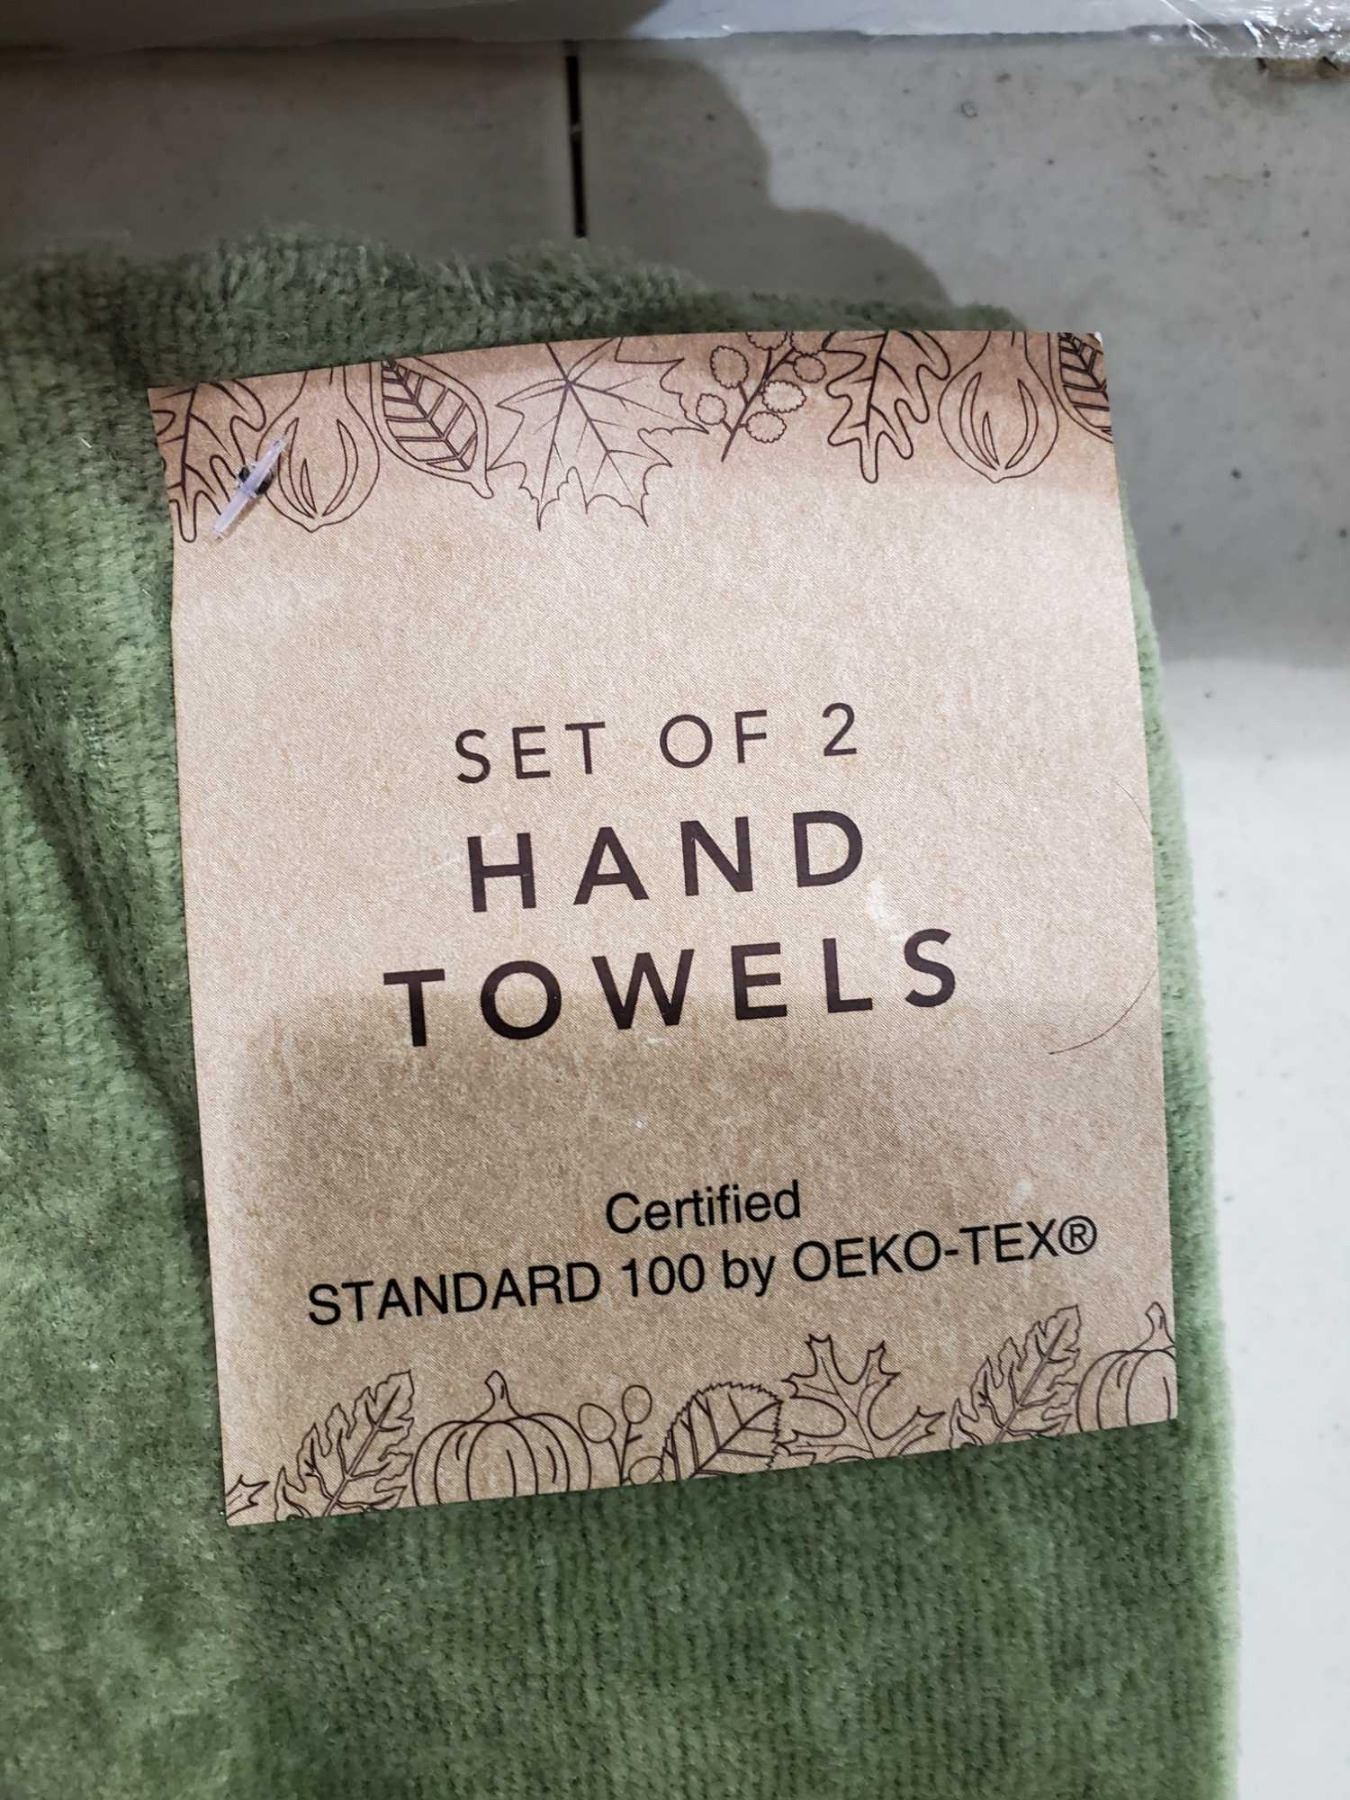 SET OF 2
HAND
TOWELS
Certified
STANDARD 100 by OEKO-TEX®